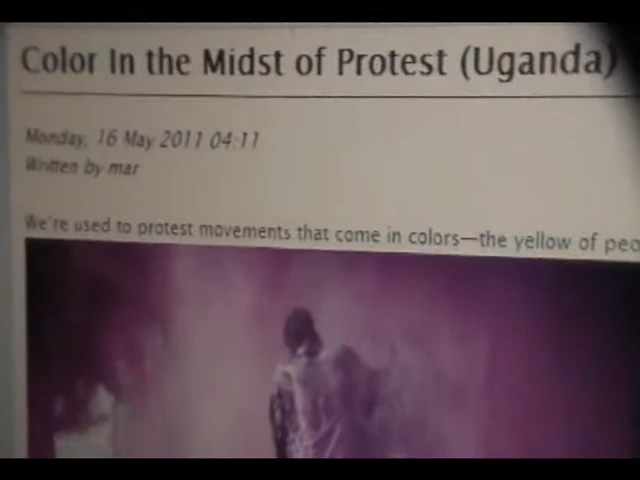 Color In the Midst of Protest (Uganda)
Monday, 16 May 2011 04:11
Written by mar
We're used to protest movements that come in colors—the yellow of peo